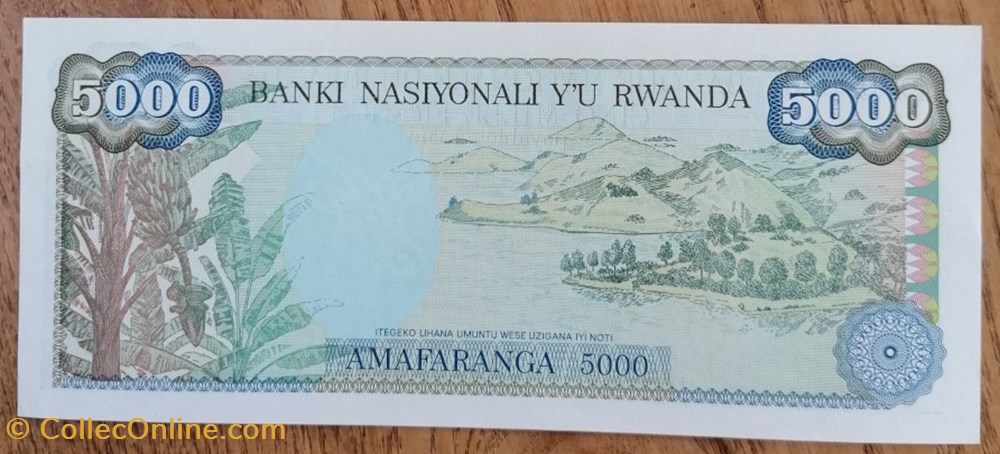 5000 BANKI NASIYONALI Y'U RWANDA 5000
ITEGEKO LIHANA UMUNTU WESE UZIGANA IYI NOTI
AMAFARANGA 5000
© CollecOnline.com